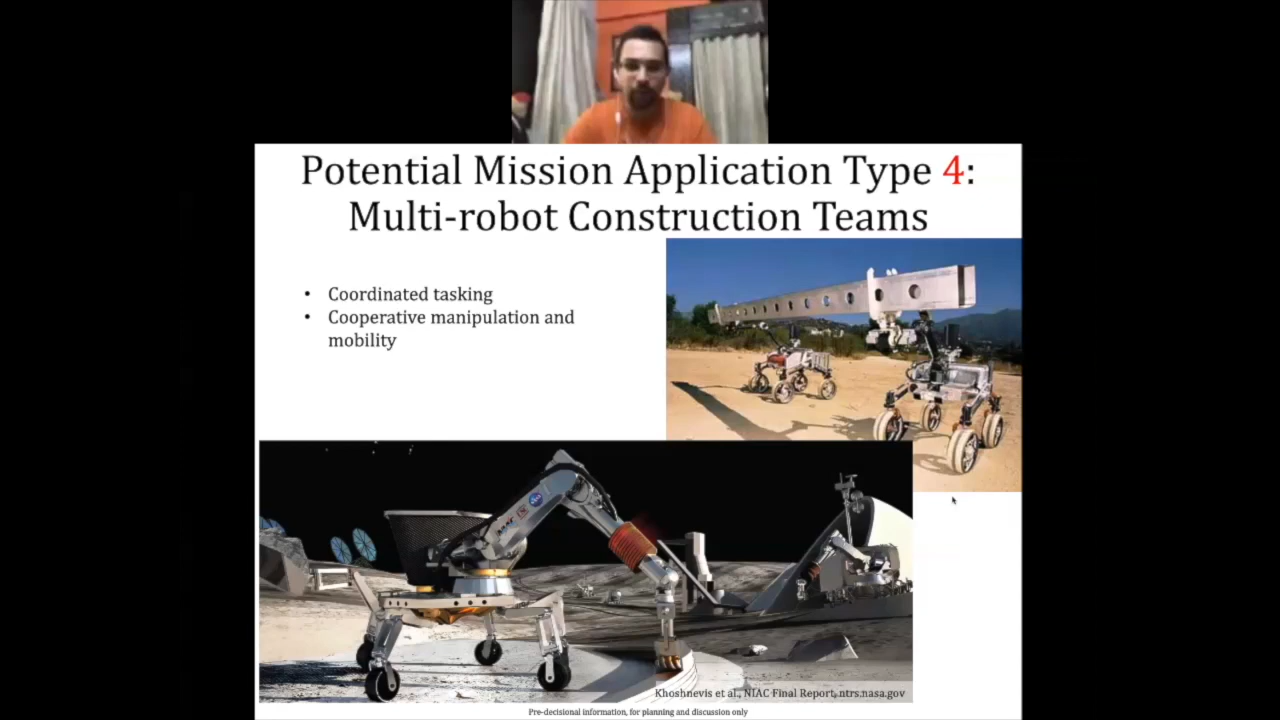 Potential Mission Application Type 4:
Multi-robot Construction Teams
• Coordinated tasking
• Cooperative manipulation and
mobility
Khoshnevis et al., NIAC Final Report, ntrs.nasa.gov
Pre-decisional information, for planning and discussion only